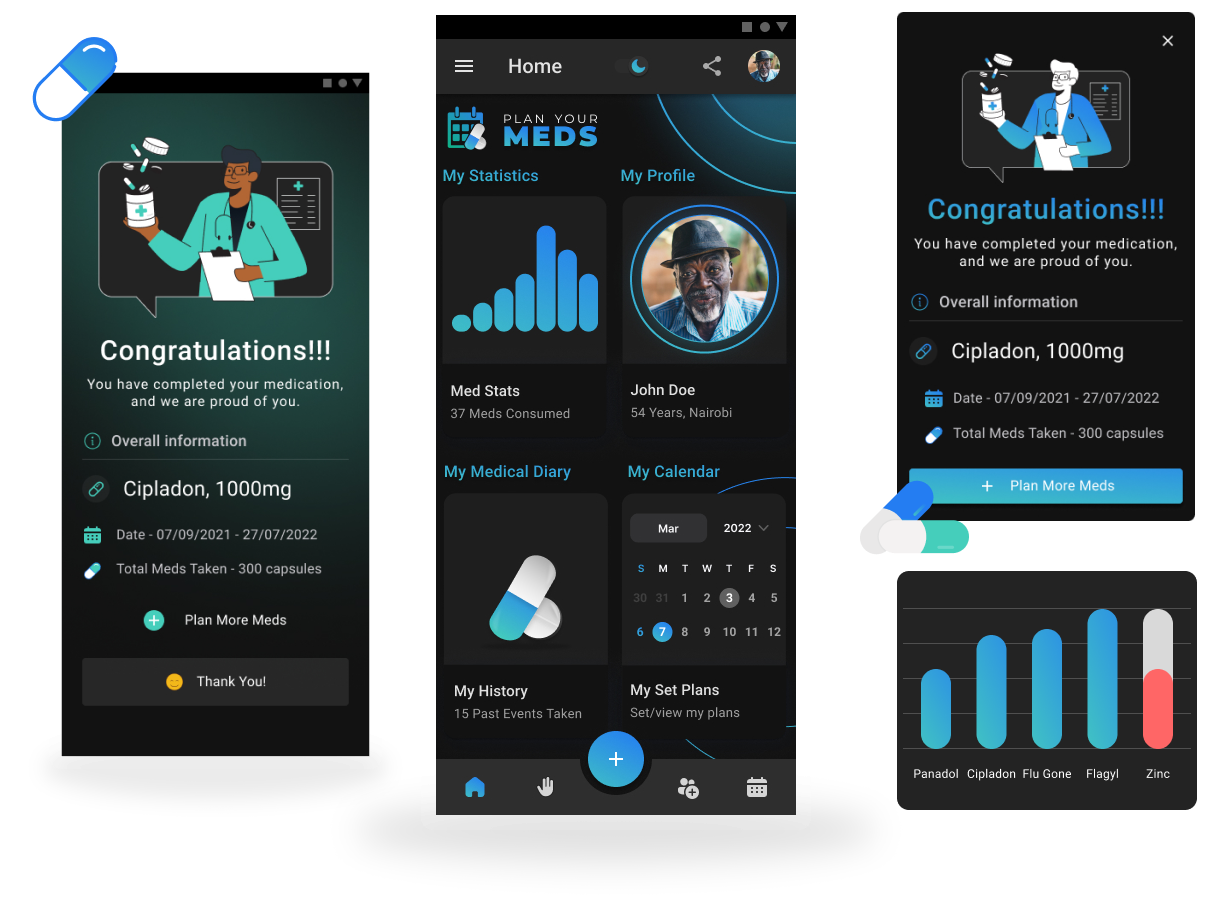 Congratulations!!!
You have completed your medication,
and we are proud of you.
Overall information
Cipladon, 1000mg
Date - 07/09/2021 - 27/07/2022
Total Meds Taken - 300 capsules
Plan More Meds
Thank You!
Home
PLAN YOUR
MEDS
My Statistics
My Profile
Med Stats
37 Meds Consumed
John Doe
54 Years, Nairobi
My Medical Diary
My Calendar
Mar 2022
S M T W T F S
30 31 1 2 3 4 5
6 7 8 9 10 11 12
My History
15 Past Events Taken
My Set Plans
Set/view my plans
Congratulations!!!
You have completed your medication,
and we are proud of you.
Overall information
Cipladon, 1000mg
Date - 07/09/2021 - 27/07/2022
Total Meds Taken - 300 capsules
+ Plan More Meds
Panadol Cipladon Flu Gone Flagyl Zinc